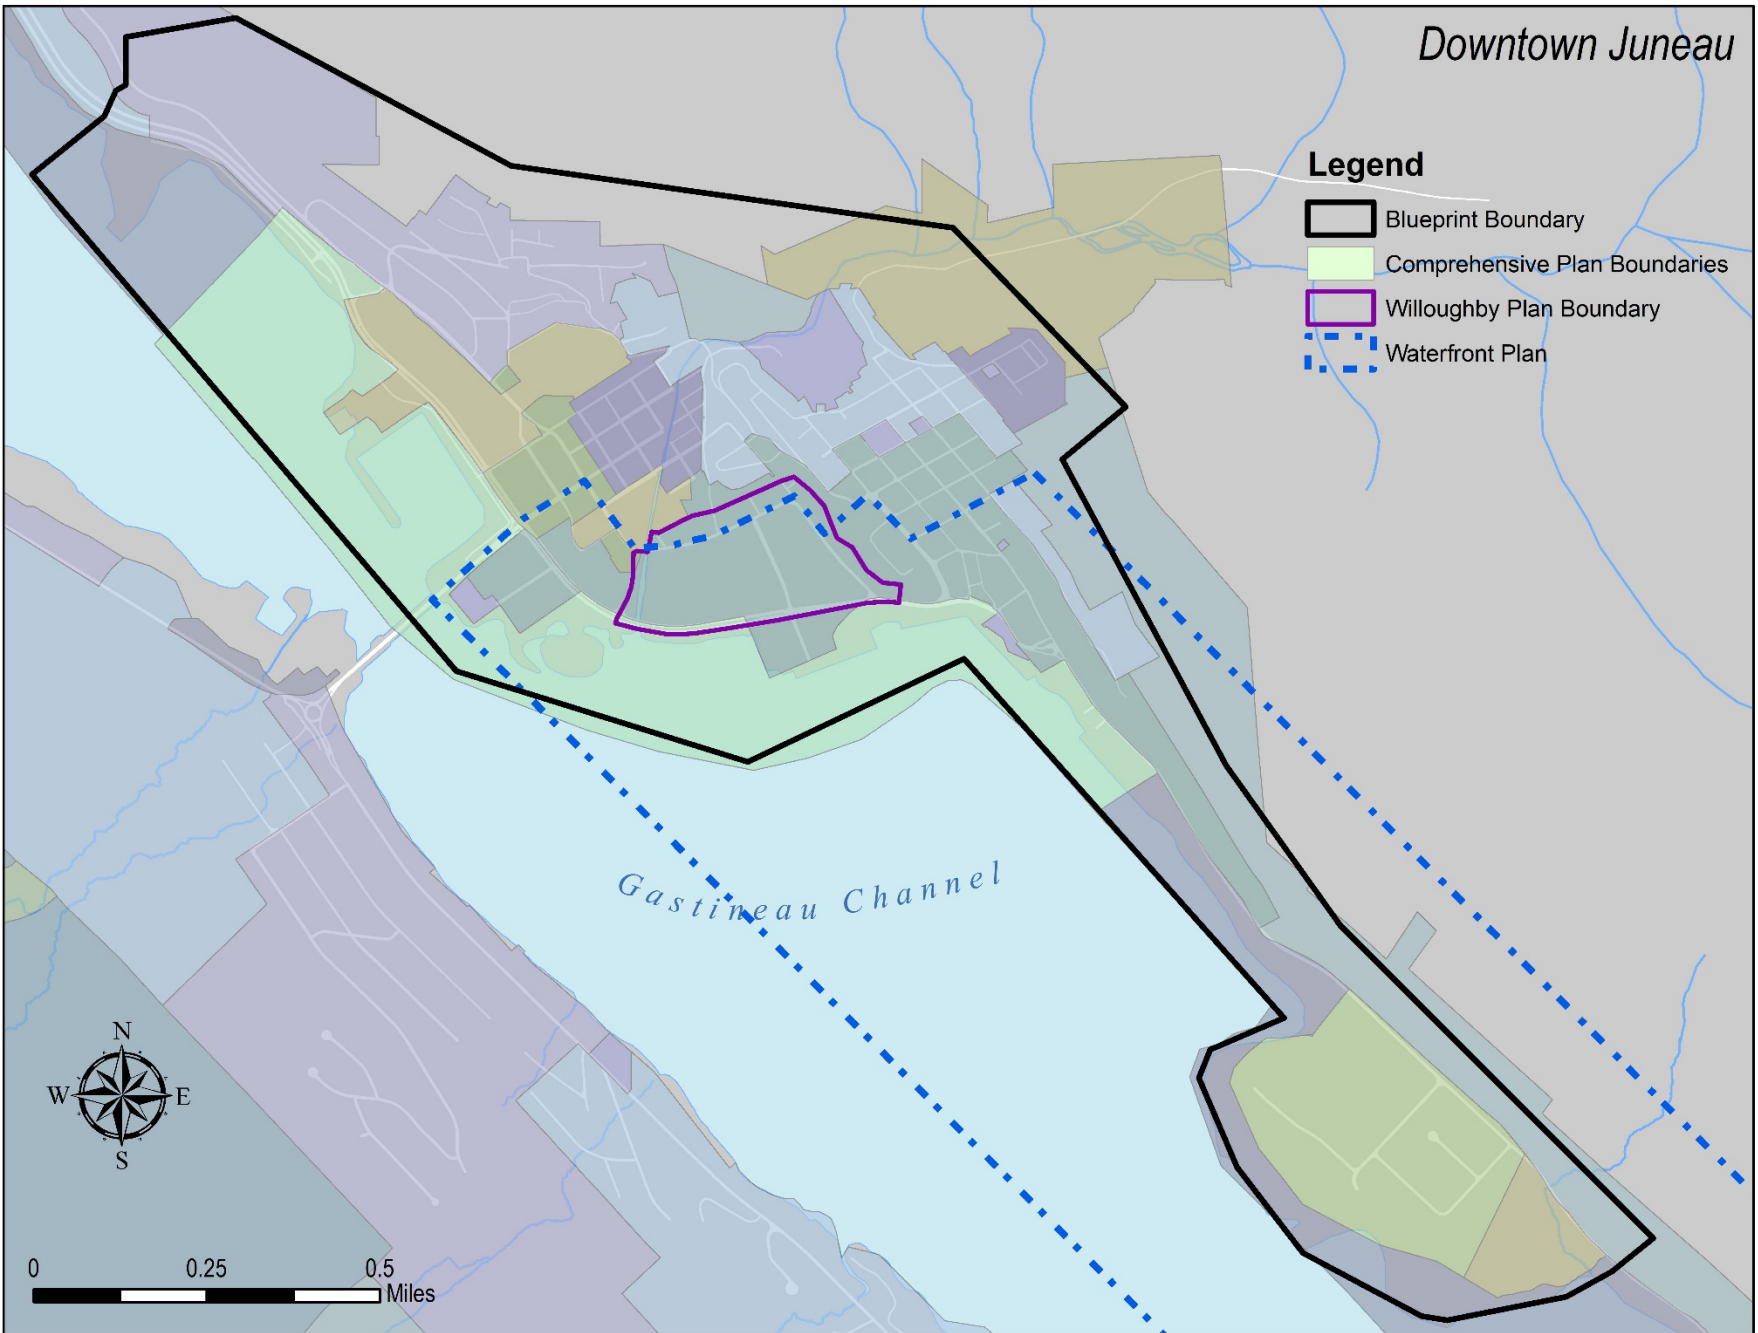 Downtown Juneau
Legend
Blueprint Boundary
Comprehensive Plan Boundaries
Willoughby Plan Boundary
Waterfront Plan
Gastineau Channel
N
W E
S
0 0.25 0.5
Miles